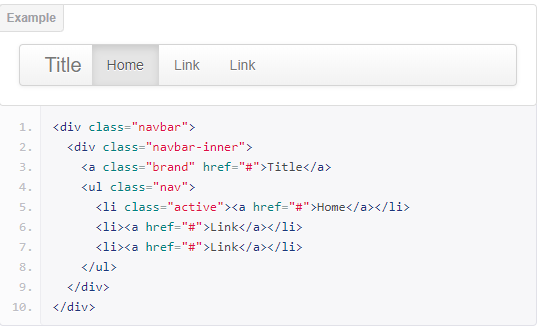 Example
Title Home Link Link
1. <div class="navbar">
2.   <div class="navbar-inner">
3.     <a class="brand" href="#">Title</a>
4.     <ul class="nav">
5.       <li class="active"><a href="#">Home</a></li>
6.       <li><a href="#">Link</a></li>
7.       <li><a href="#">Link</a></li>
8.     </ul>
9.   </div>
10. </div>